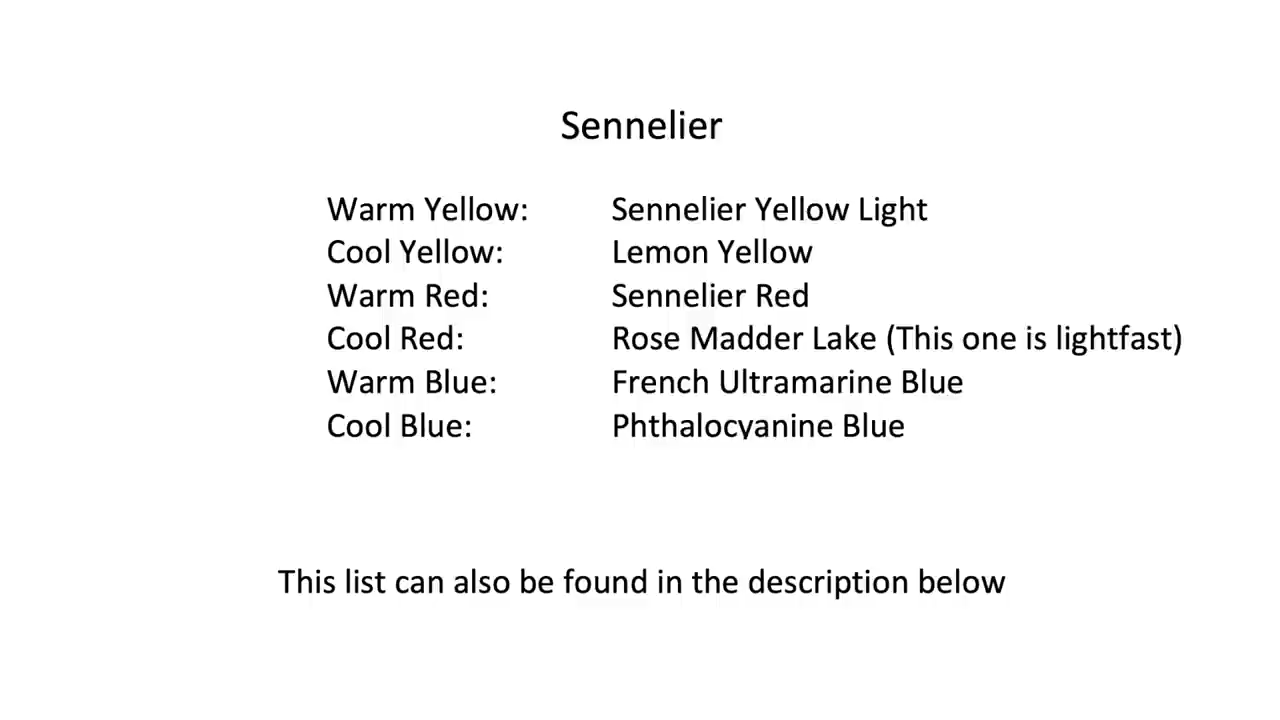 Sennelier
Warm Yellow: Sennelier Yellow Light
Cool Yellow: Lemon Yellow
Warm Red: Sennelier Red
Cool Red: Rose Madder Lake (This one is lightfast)
Warm Blue: French Ultramarine Blue
Cool Blue: Phthalocyanine Blue
This list can also be found in the description below